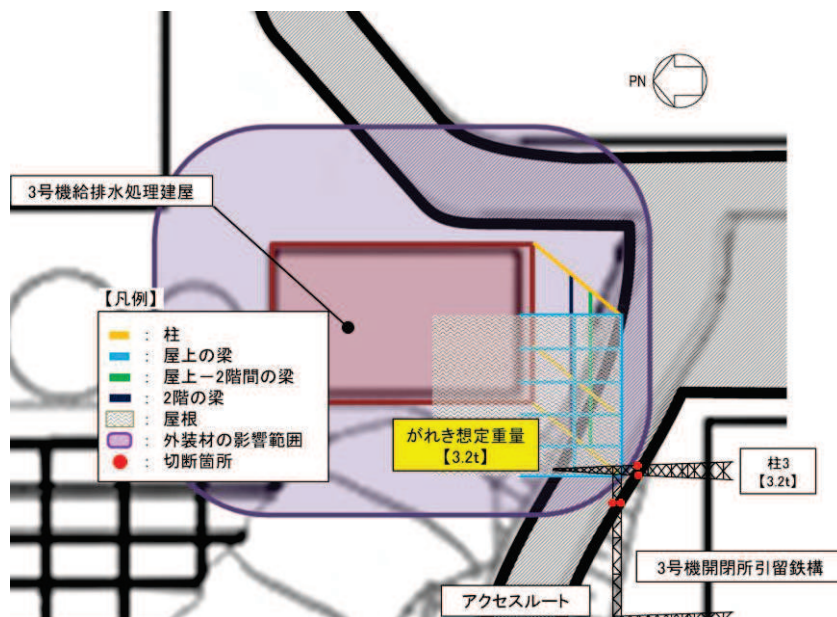 PN
3号機給排水処理建屋
【凡例】
: 柱
: 屋上の梁
: 屋上ー2階間の梁
: 2階の梁
: 屋根
: 外装材の影響範囲
: 切断箇所
がれき想定重量
【3.2t】
柱3
【3.2t】
3号機開閉所引留鉄構
アクセスルート